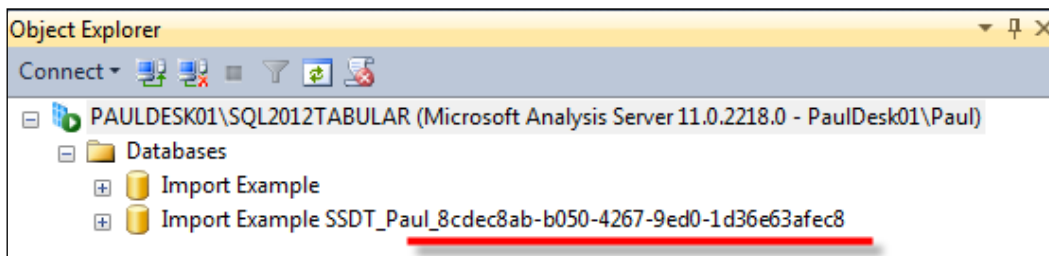 Object Explorer
Connect
PAULDESK01\SQL2012TABULAR (Microsoft Analysis Server 11.0.2218.0 - PaulDesk01\Paul)
Databases
Import Example
Import Example SSDT_Paul_8cdec8ab-b050-4267-9ed0-1d36e63afec8